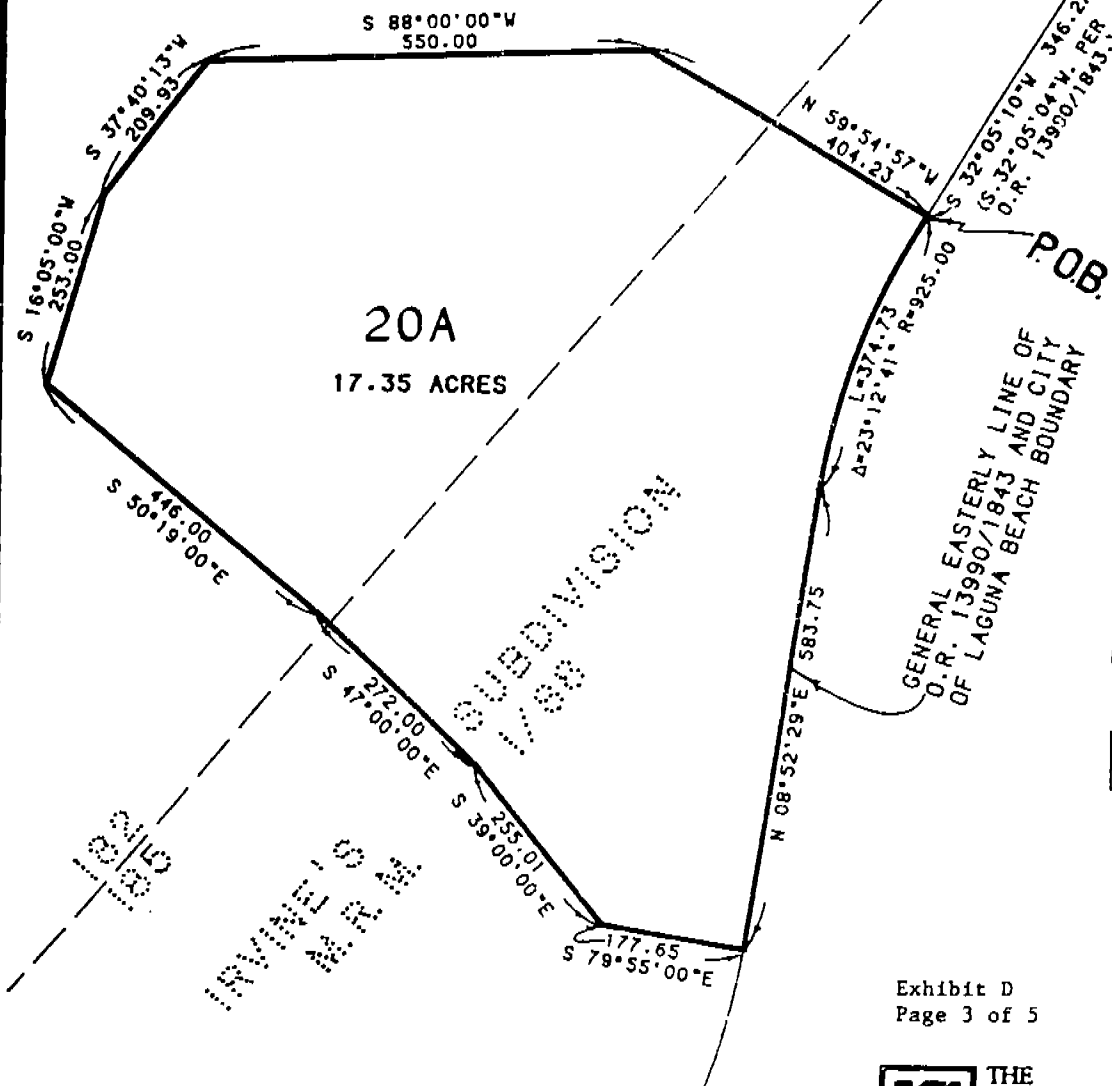 S 88°00'00"W
550.00
S 37°40'13"W
209.93
N 59°54'57"W
404.23
S 32°05'10"W 346.2
(S.32°05'04"W. PER
O.R. 13990/1843.
P.O.B.
S 16°05'00"W
253.00
20A
17.35 ACRES
L=374.73
Δ=23°12'41" R=925.00
GENERAL EASTERLY LINE OF
O.R. 13990/1843 AND CITY
OF LAGUNA BEACH BOUNDARY
446.00
S 50°19'00"E
SUBDIVISION
1/88
N 08°52'29"E 583.75
272.00
S 47°00'00"E
255.01
S 39°00'00"E
182
185
IRVINE'S
M.R.M.
177.65
S 79°55'00"E
Exhibit D
Page 3 of 5
THE